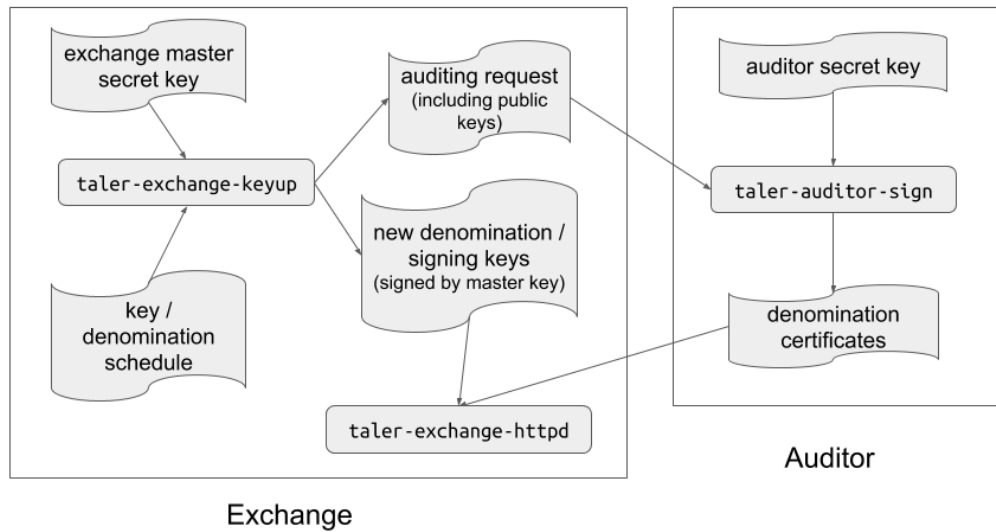 exchange master
secret key
auditing request
(including public
keys)
auditor secret key
taler-exchange-keyup
taler-auditor-sign
new denomination /
signing keys
(signed by master key)
key /
denomination
schedule
denomination
certificates
taler-exchange-httpd
Auditor
Exchange